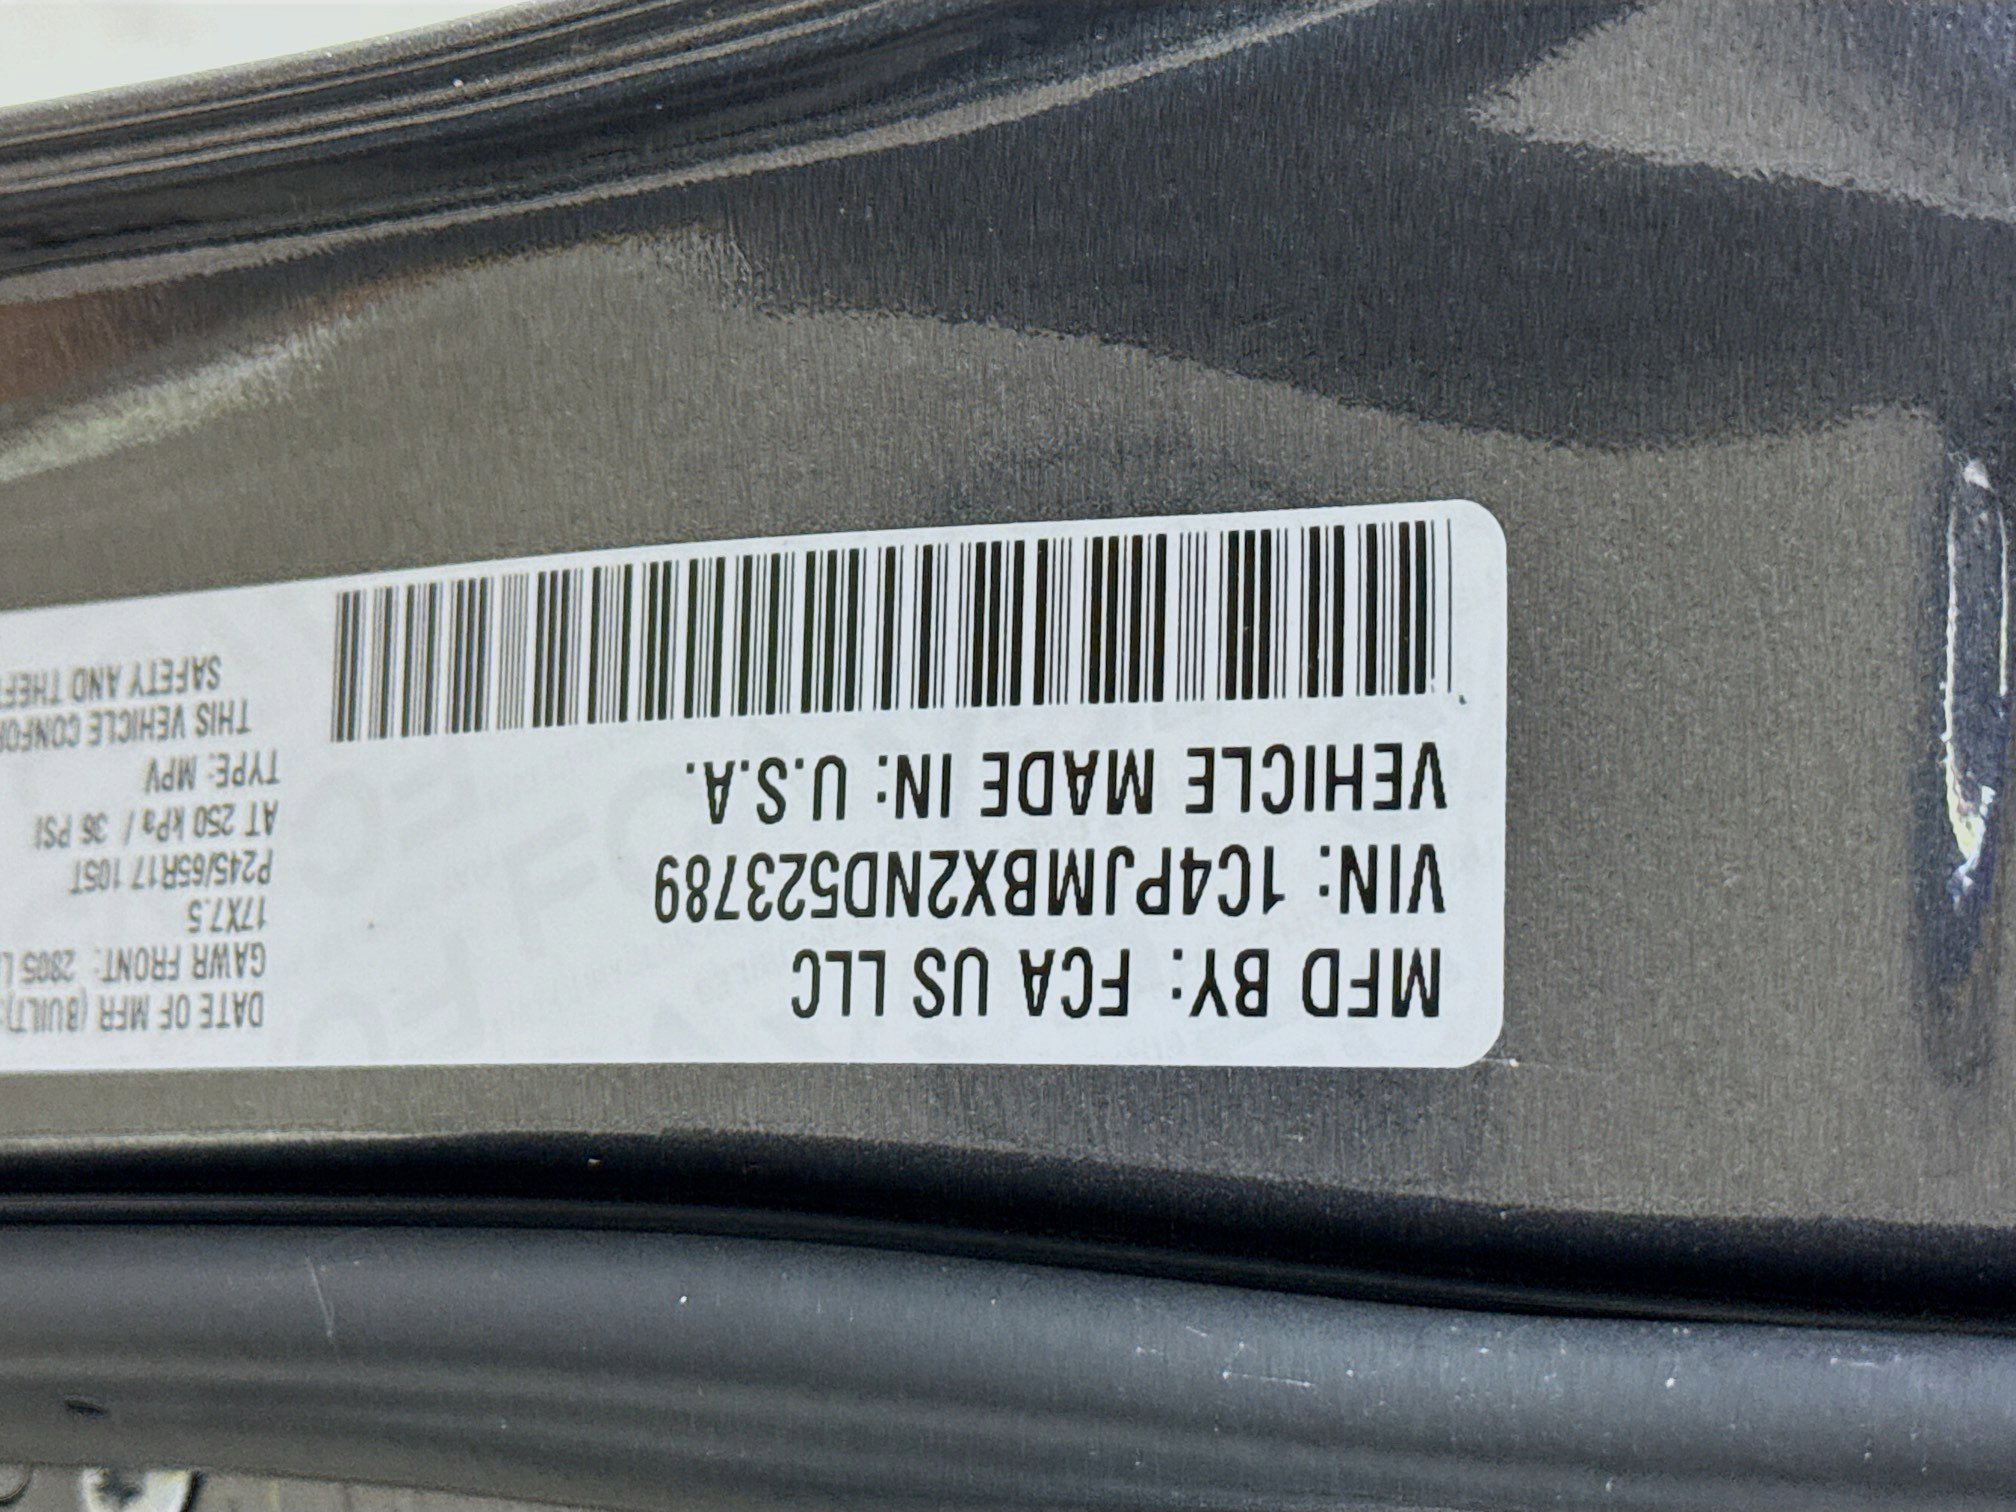 MFD BY: FCA US LLC
VIN: 1C4PJMBX2ND523789
VEHICLE MADE IN: U.S.A.
DATE OF MFR (BUILT):
GAWR FRONT: 2805
17X7.5
P245/65R17 105T
AT 250 kPa / 36 PSI
TYPE: MPV
THIS VEHICLE
SAFETY AND